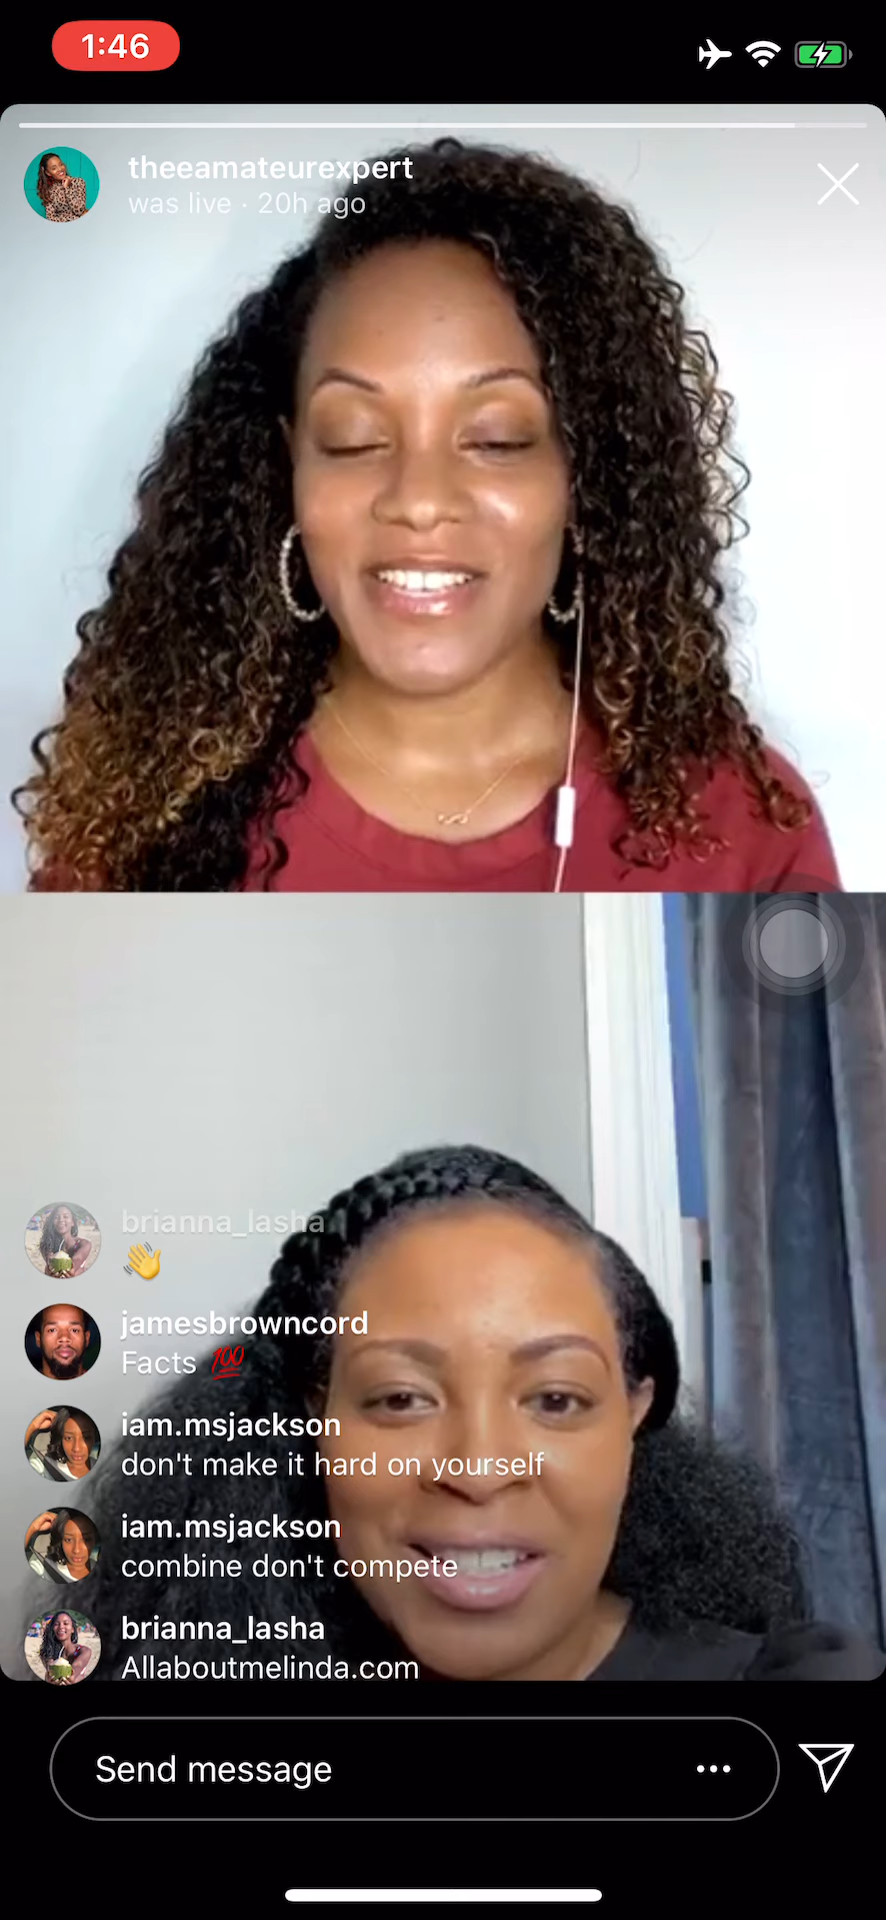 1:46
theeamateurexpert
was live · 20h ago
brianna_lasha
👋
jamesbrowncord
Facts 💯
iam.msjackson
don't make it hard on yourself
iam.msjackson
combine don't compete
brianna_lasha
Allaboutmelinda.com
Send message